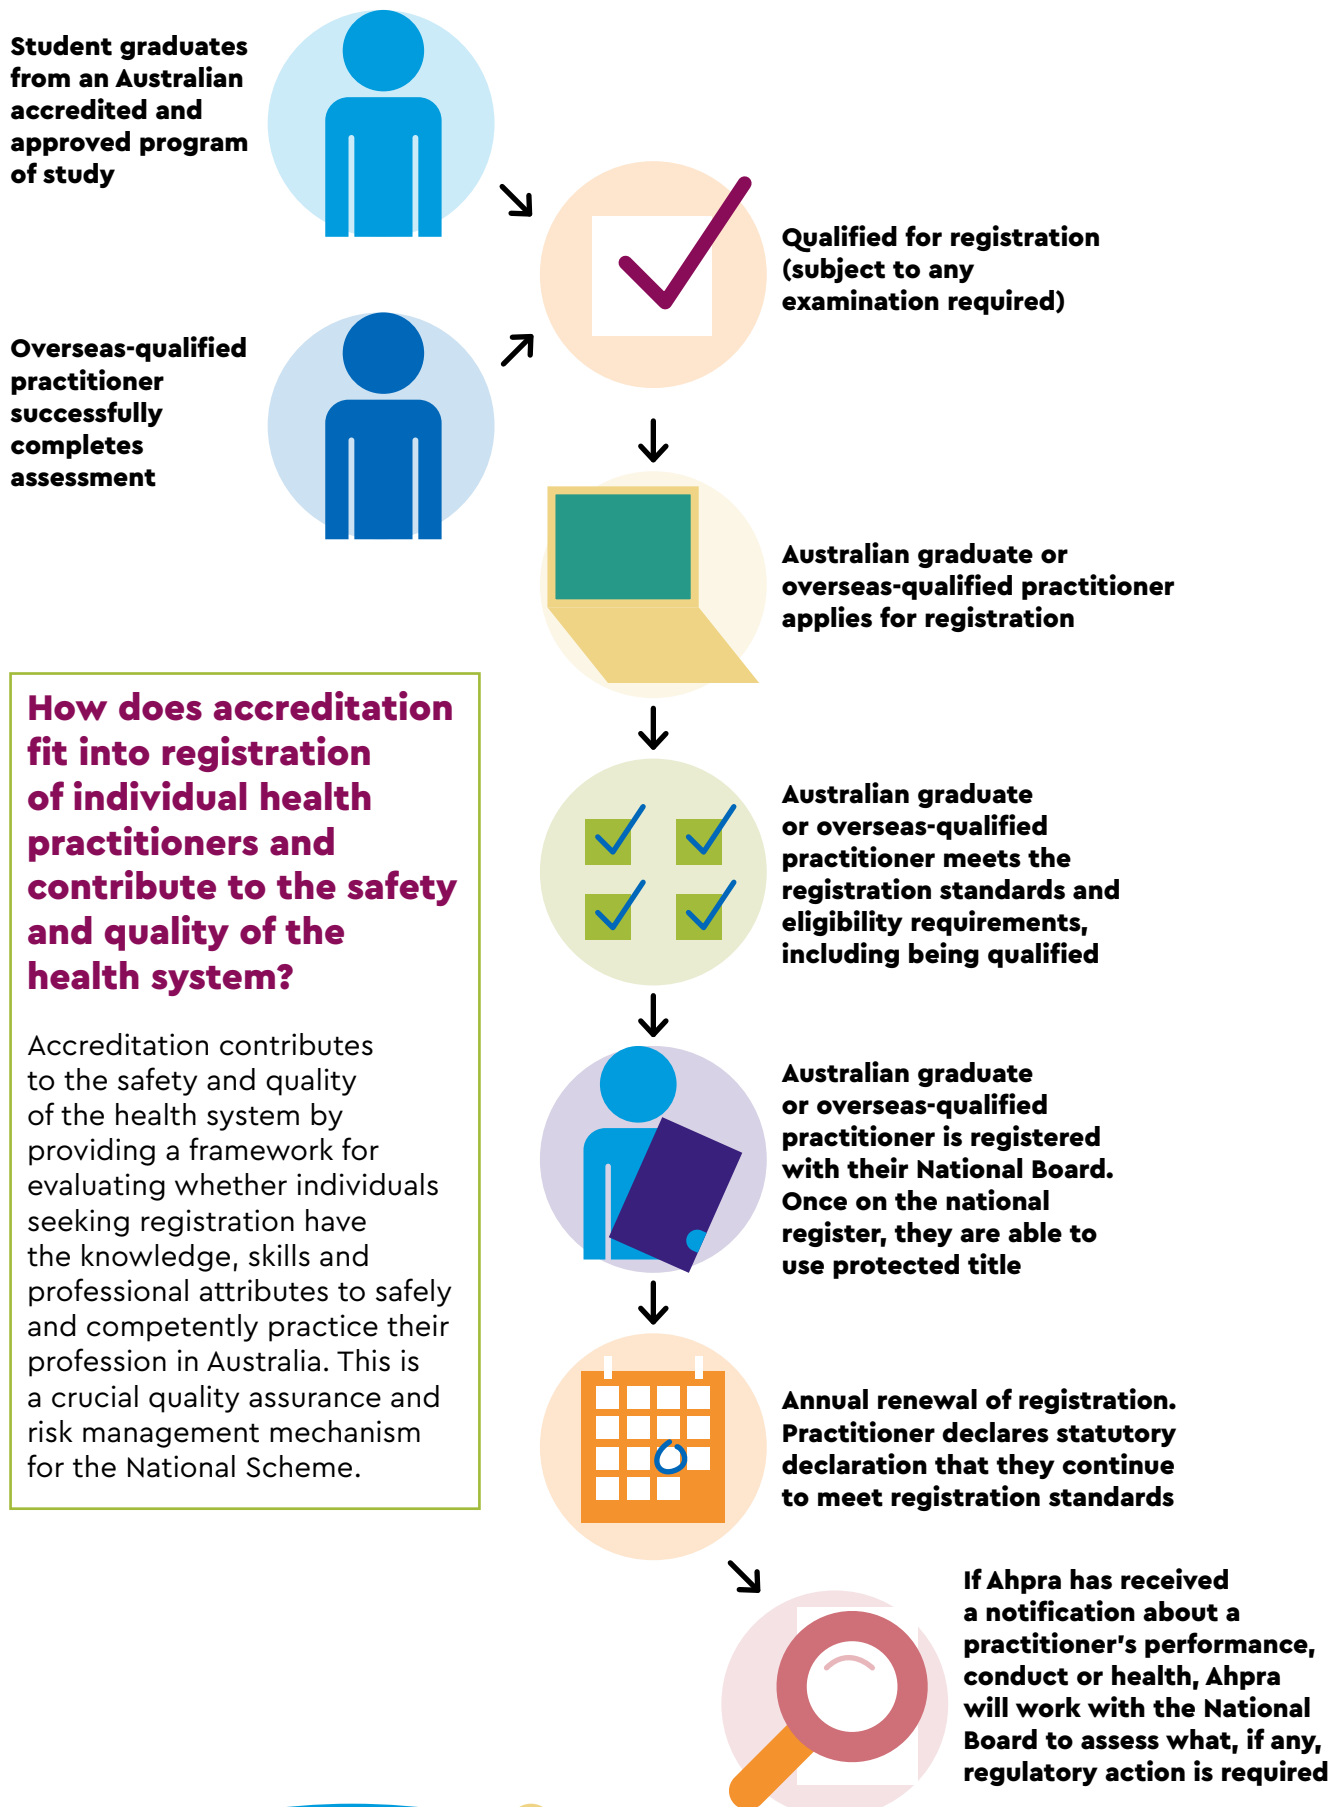 Student graduates
from an Australian
accredited and
approved program
of study
Overseas-qualified
practitioner
successfully
completes
assessment
Qualified for registration
(subject to any
examination required)
Australian graduate or
overseas-qualified practitioner
applies for registration
How does accreditation
fit into registration
of individual health
practitioners and
contribute to the safety
and quality of the
health system?
Accreditation contributes
to the safety and quality
of the health system by
providing a framework for
evaluating whether individuals
seeking registration have
the knowledge, skills and
professional attributes to safely
and competently practice their
profession in Australia. This is
a crucial quality assurance and
risk management mechanism
for the National Scheme.
Australian graduate
or overseas-qualified
practitioner meets the
registration standards and
eligibility requirements,
including being qualified
Australian graduate
or overseas-qualified
practitioner is registered
with their National Board.
Once on the national
register, they are able to
use protected title
Annual renewal of registration.
Practitioner declares statutory
declaration that they continue
to meet registration standards
If Ahpra has received
a notification about a
practitioner's performance,
conduct or health, Ahpra
will work with the National
Board to assess what, if any,
regulatory action is required